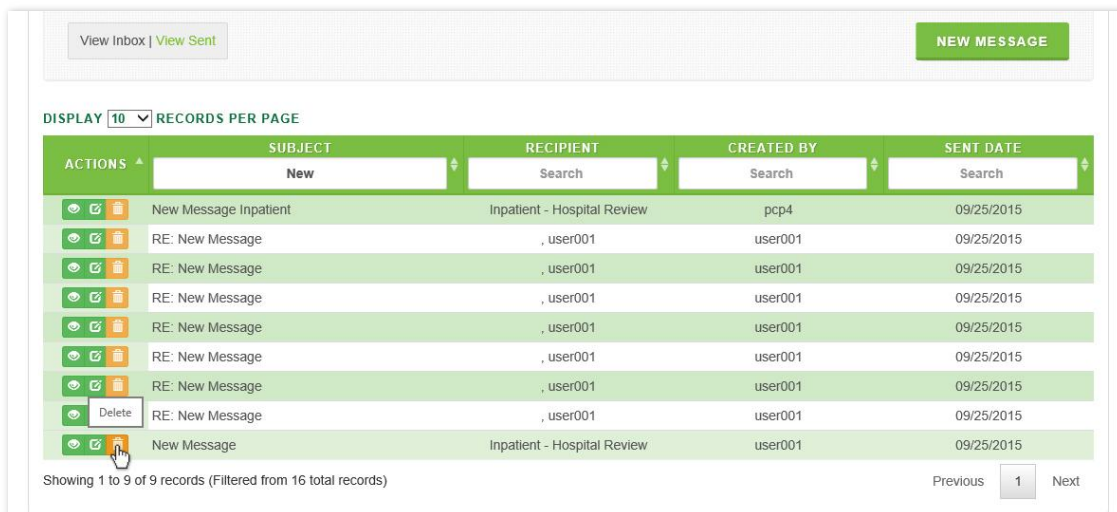 View Inbox | View Sent
NEW MESSAGE
DISPLAY 10 RECORDS PER PAGE
ACTIONS SUBJECT RECIPIENT CREATED BY SENT DATE
New Search Search Search
New Message Inpatient Inpatient - Hospital Review pcp4 09/25/2015
RE: New Message , user001 user001 09/25/2015
RE: New Message , user001 user001 09/25/2015
RE: New Message , user001 user001 09/25/2015
RE: New Message , user001 user001 09/25/2015
RE: New Message , user001 user001 09/25/2015
RE: New Message , user001 user001 09/25/2015
Delete RE: New Message , user001 user001 09/25/2015
New Message Inpatient - Hospital Review user001 09/25/2015
Showing 1 to 9 of 9 records (Filtered from 16 total records)
Previous 1 Next